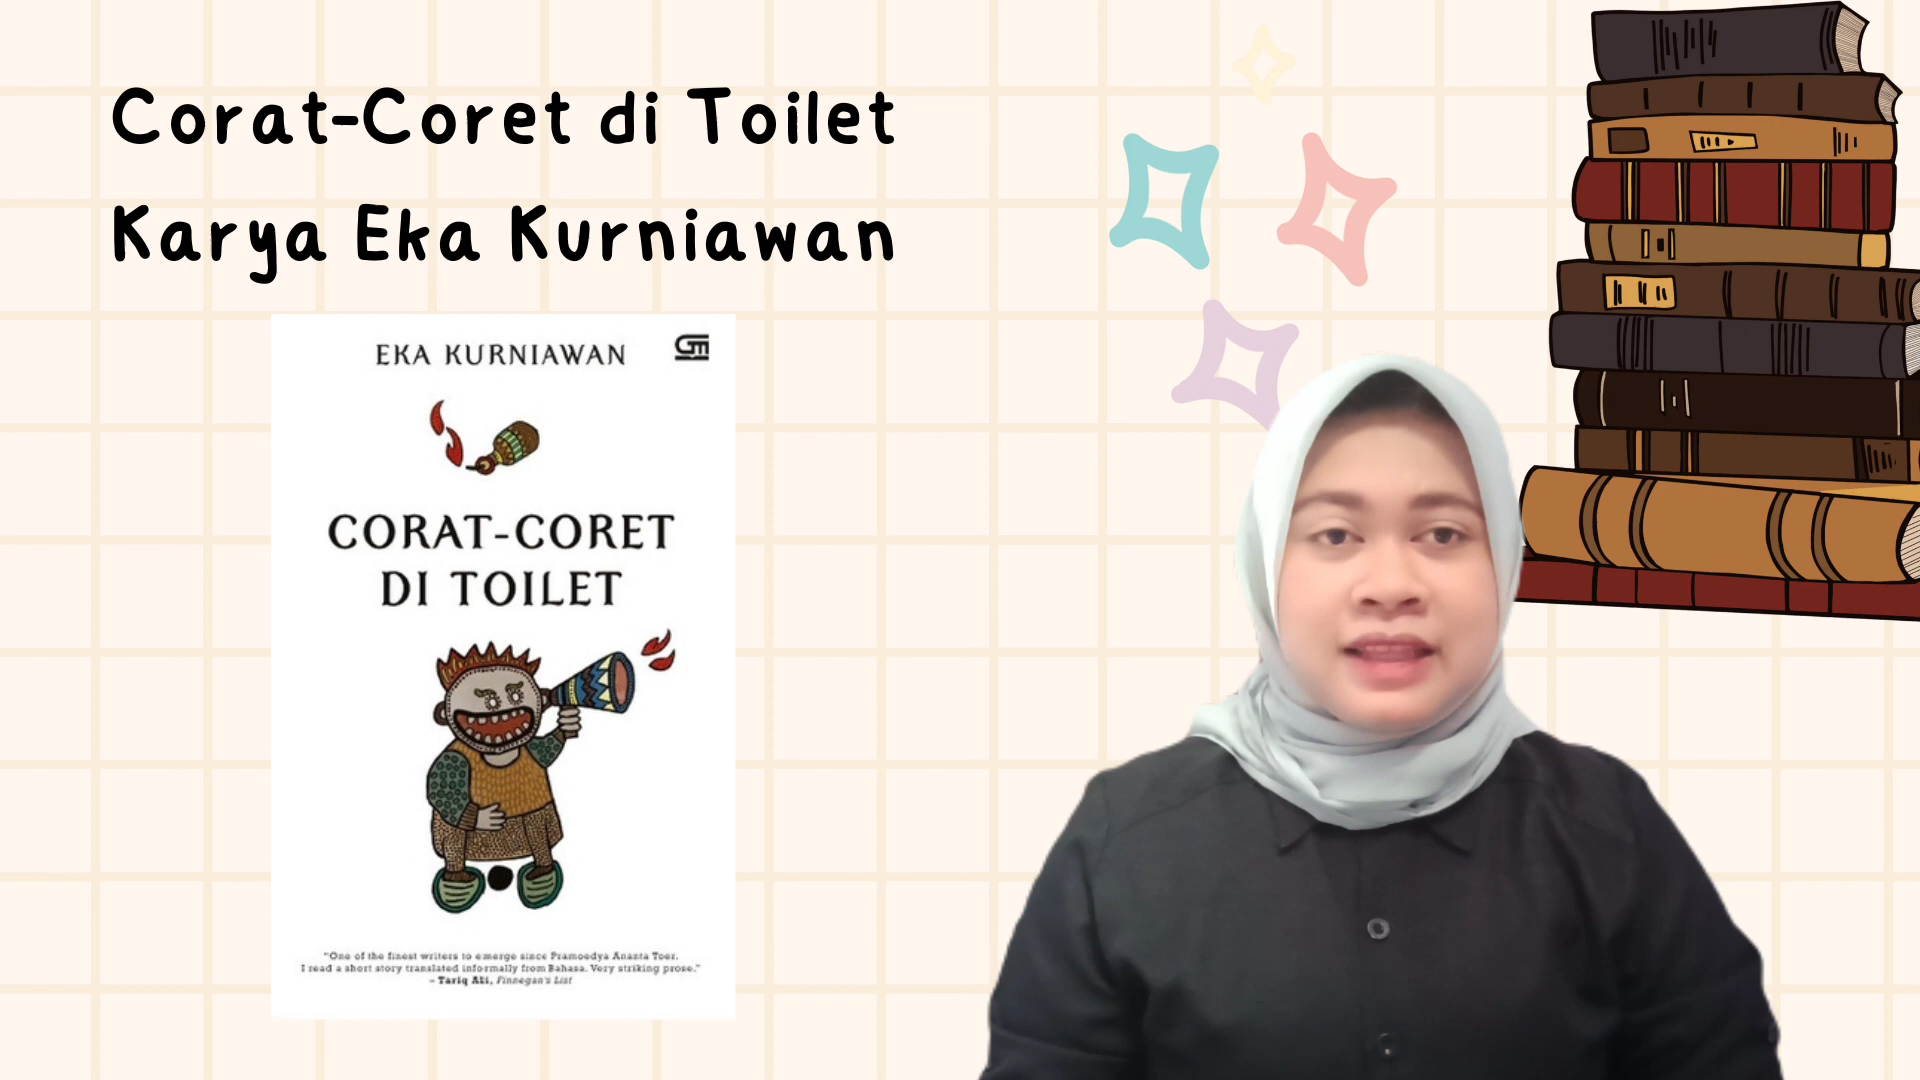 Corat-Coret di Toilet
Karya Eka Kurniawan
EKA KURNIAWAN
GM
CORAT-CORET
DI TOILET
"One of the finest writers to emerge since Pramoedya Ananta Toer.
I read a short story translated informally from Bahasa. Very striking prose."
– Tariq Ali, Finnegan's List